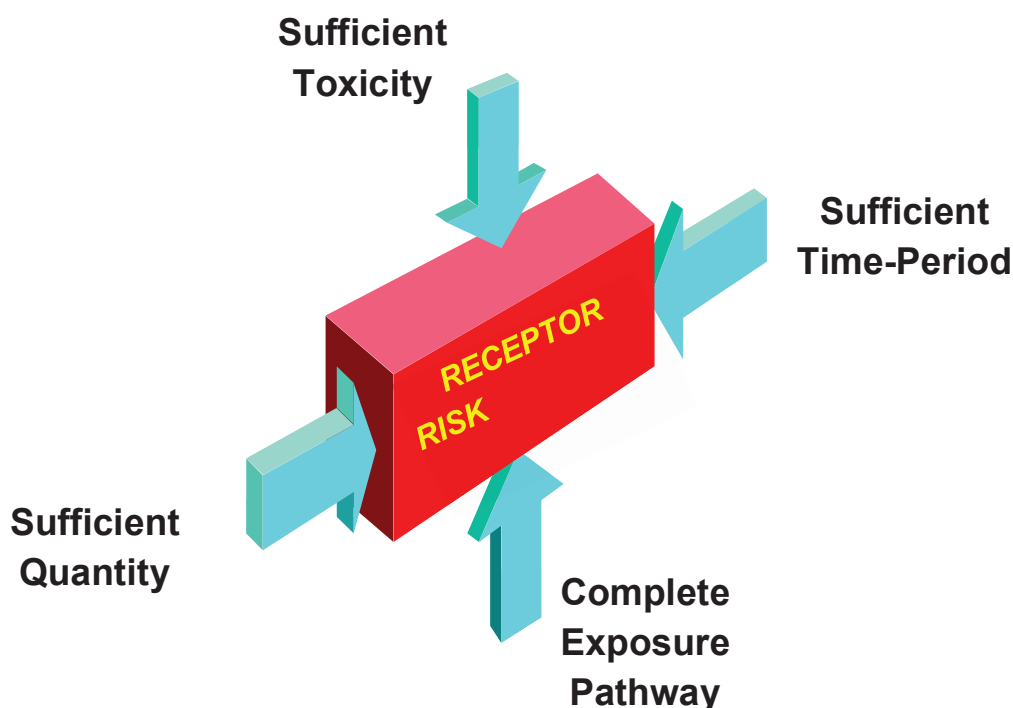 Sufficient
Toxicity
Sufficient
Time-Period
RECEPTOR
RISK
Sufficient
Quantity
Complete
Exposure
Pathway